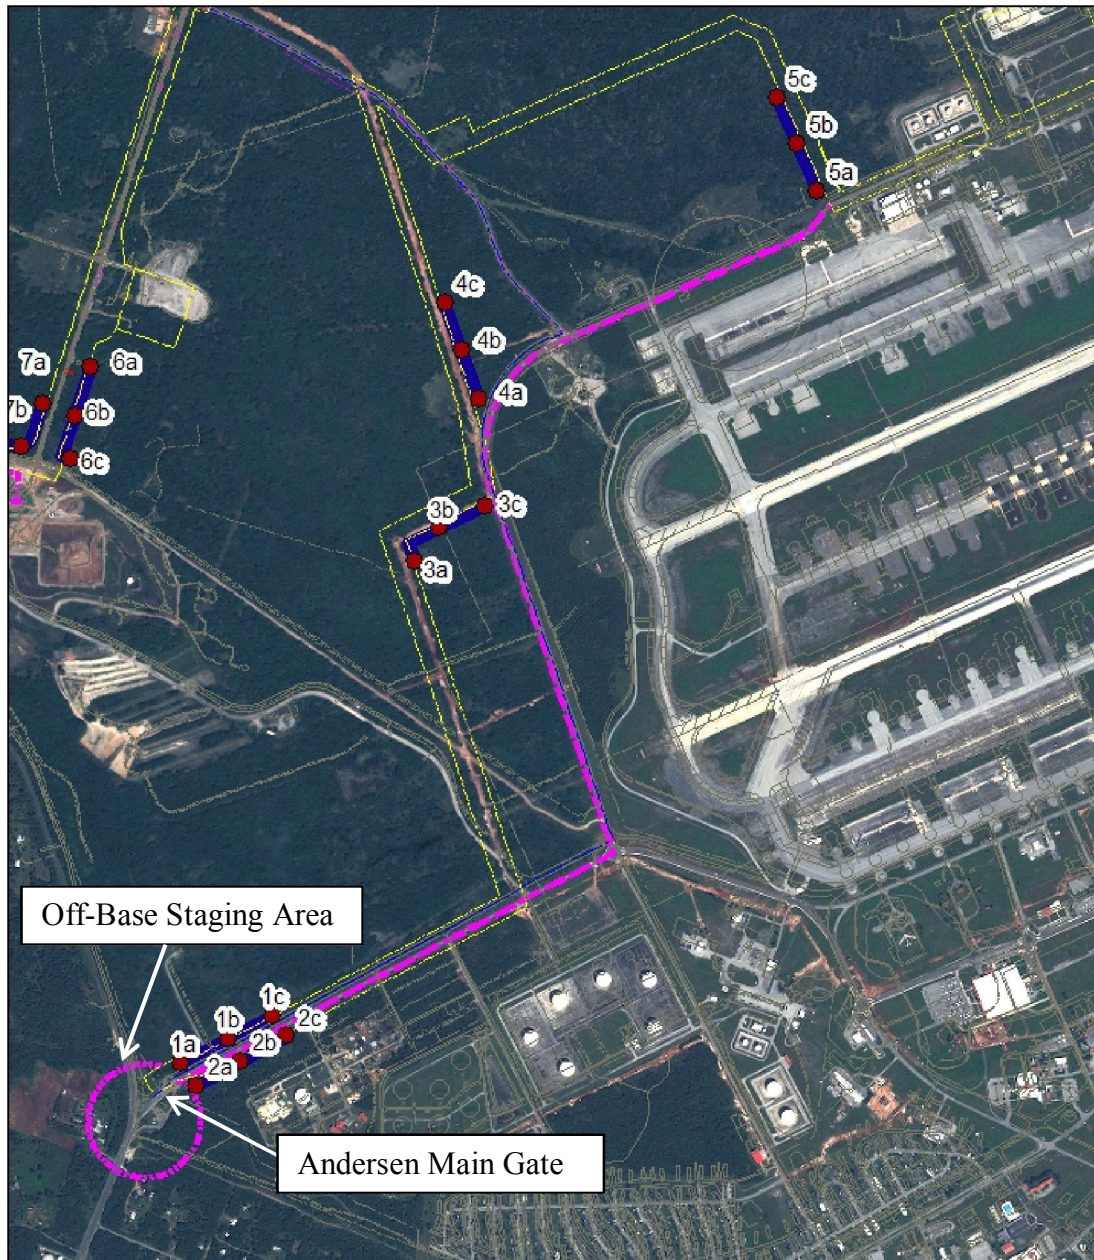 5c
5b
5a
4c
4b
4a
7a
6a
7b
6b
6c
3b
3c
3a
Off-Base Staging Area
1c
1b
2c
2b
1a
2a
Andersen Main Gate